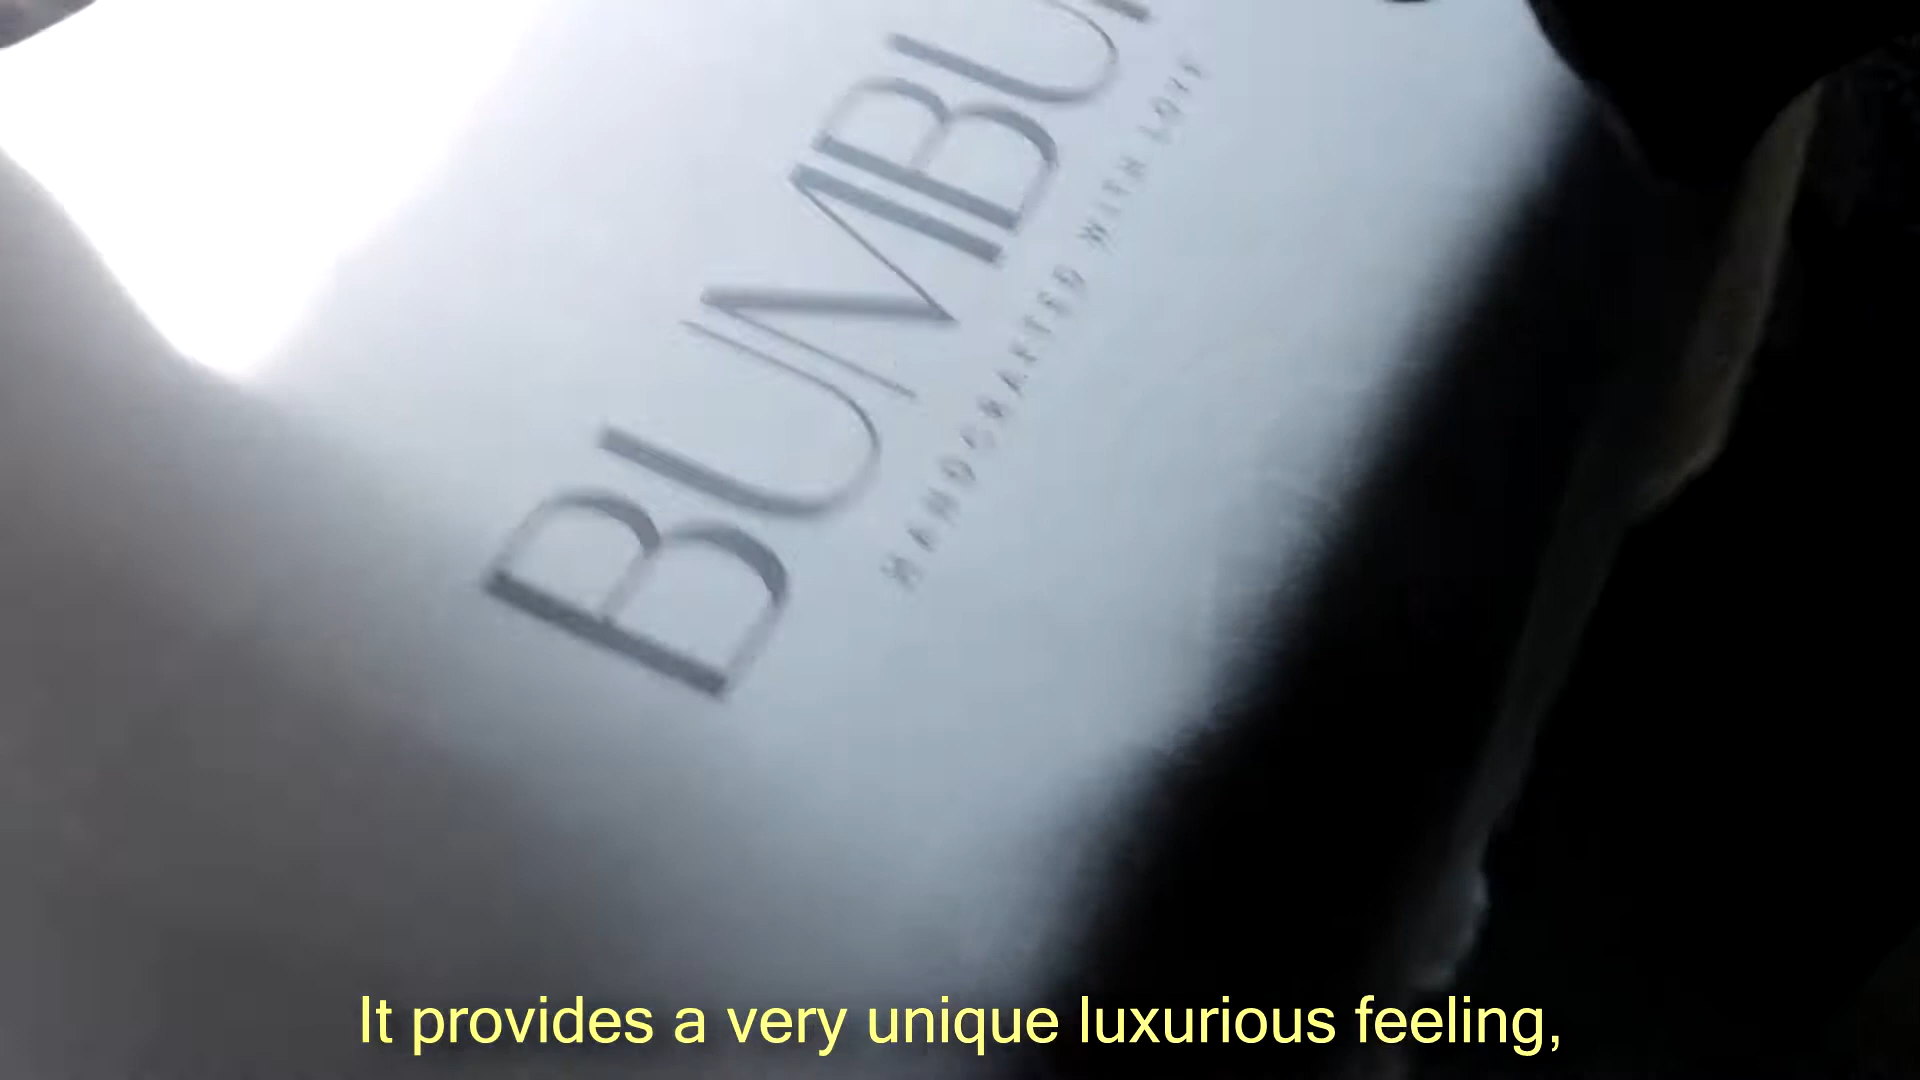 BUMBU
HANDCRAFTED WITH LOVE
It provides a very unique luxurious feeling,